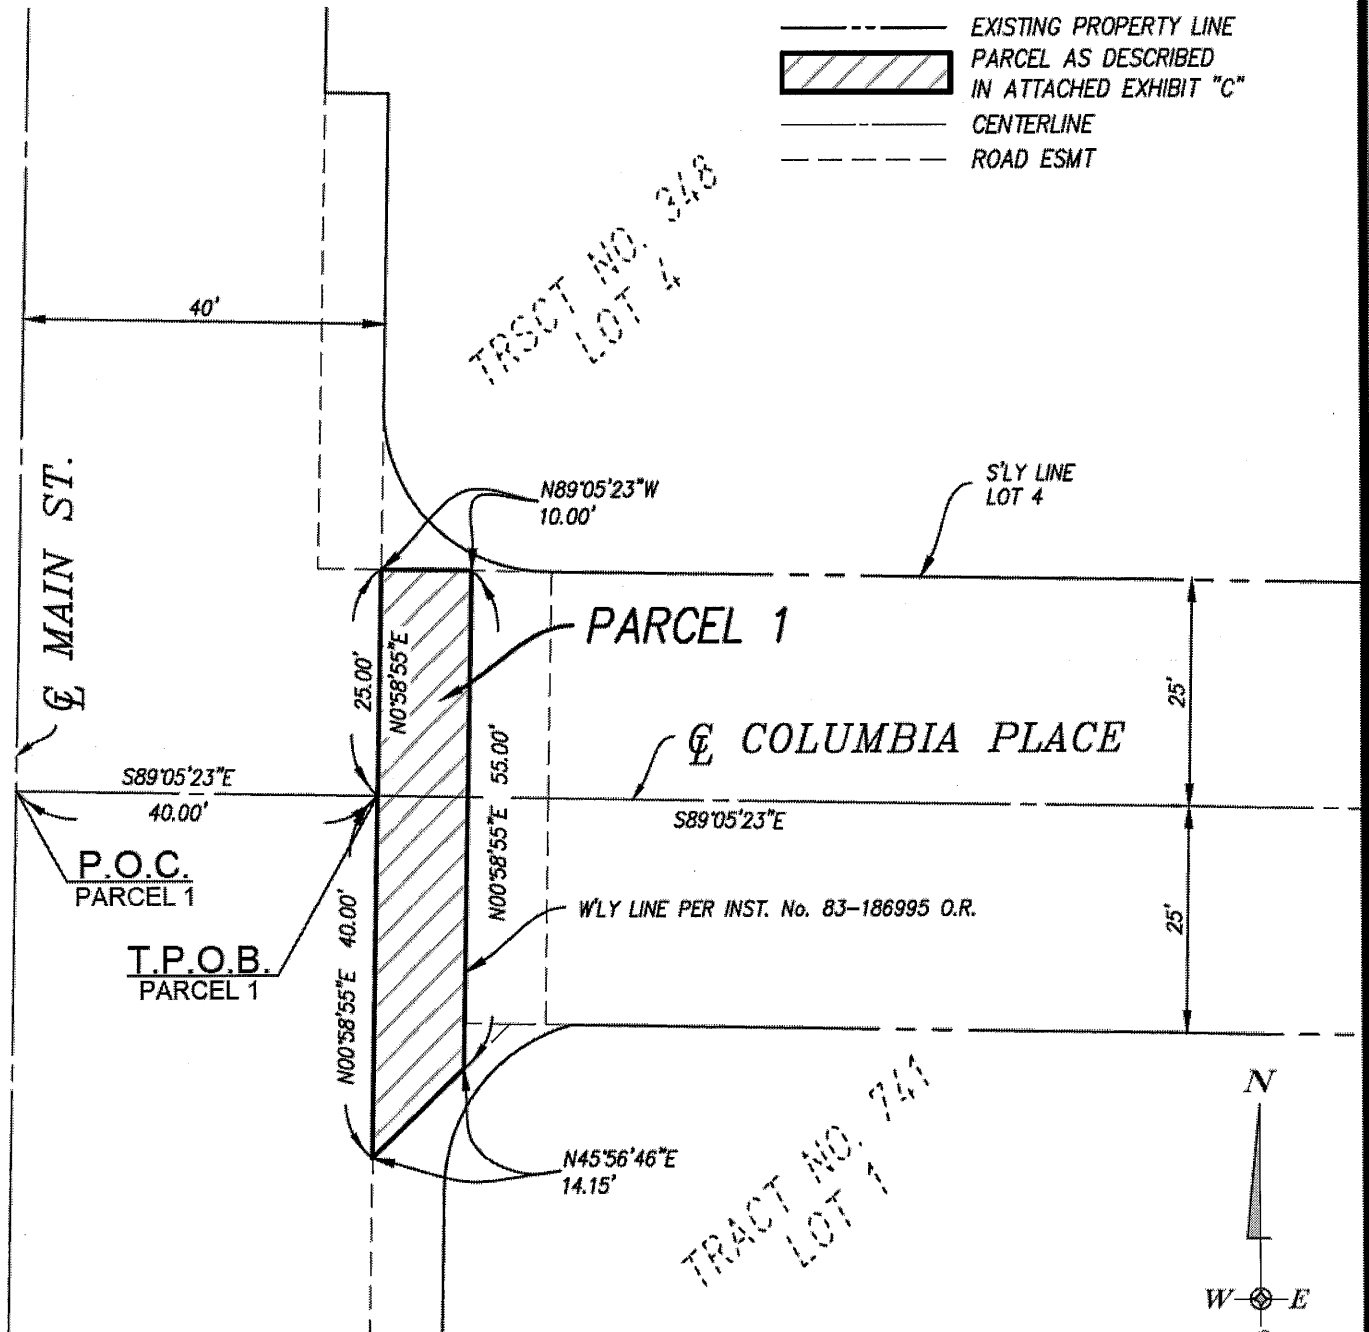 EXISTING PROPERTY LINE
PARCEL AS DESCRIBED
IN ATTACHED EXHIBIT "C"
CENTERLINE
ROAD ESMT
TRSCT NO. 348
LOT 4
40'
N89°05'23"W
10.00'
S'LY LINE
LOT 4
℄ MAIN ST.
PARCEL 1
25.00'
N0°58'55"E
25'
℄ COLUMBIA PLACE
S89°05'23"E
40.00'
N00°58'55"E 55.00'
S89°05'23"E
P.O.C.
PARCEL 1
W'LY LINE PER INST. No. 83-186995 O.R.
25'
T.P.O.B.
PARCEL 1
N00°58'55"E 40.00'
N45°56'46"E
14.15'
TRACT NO. 741
LOT 1
N
W E